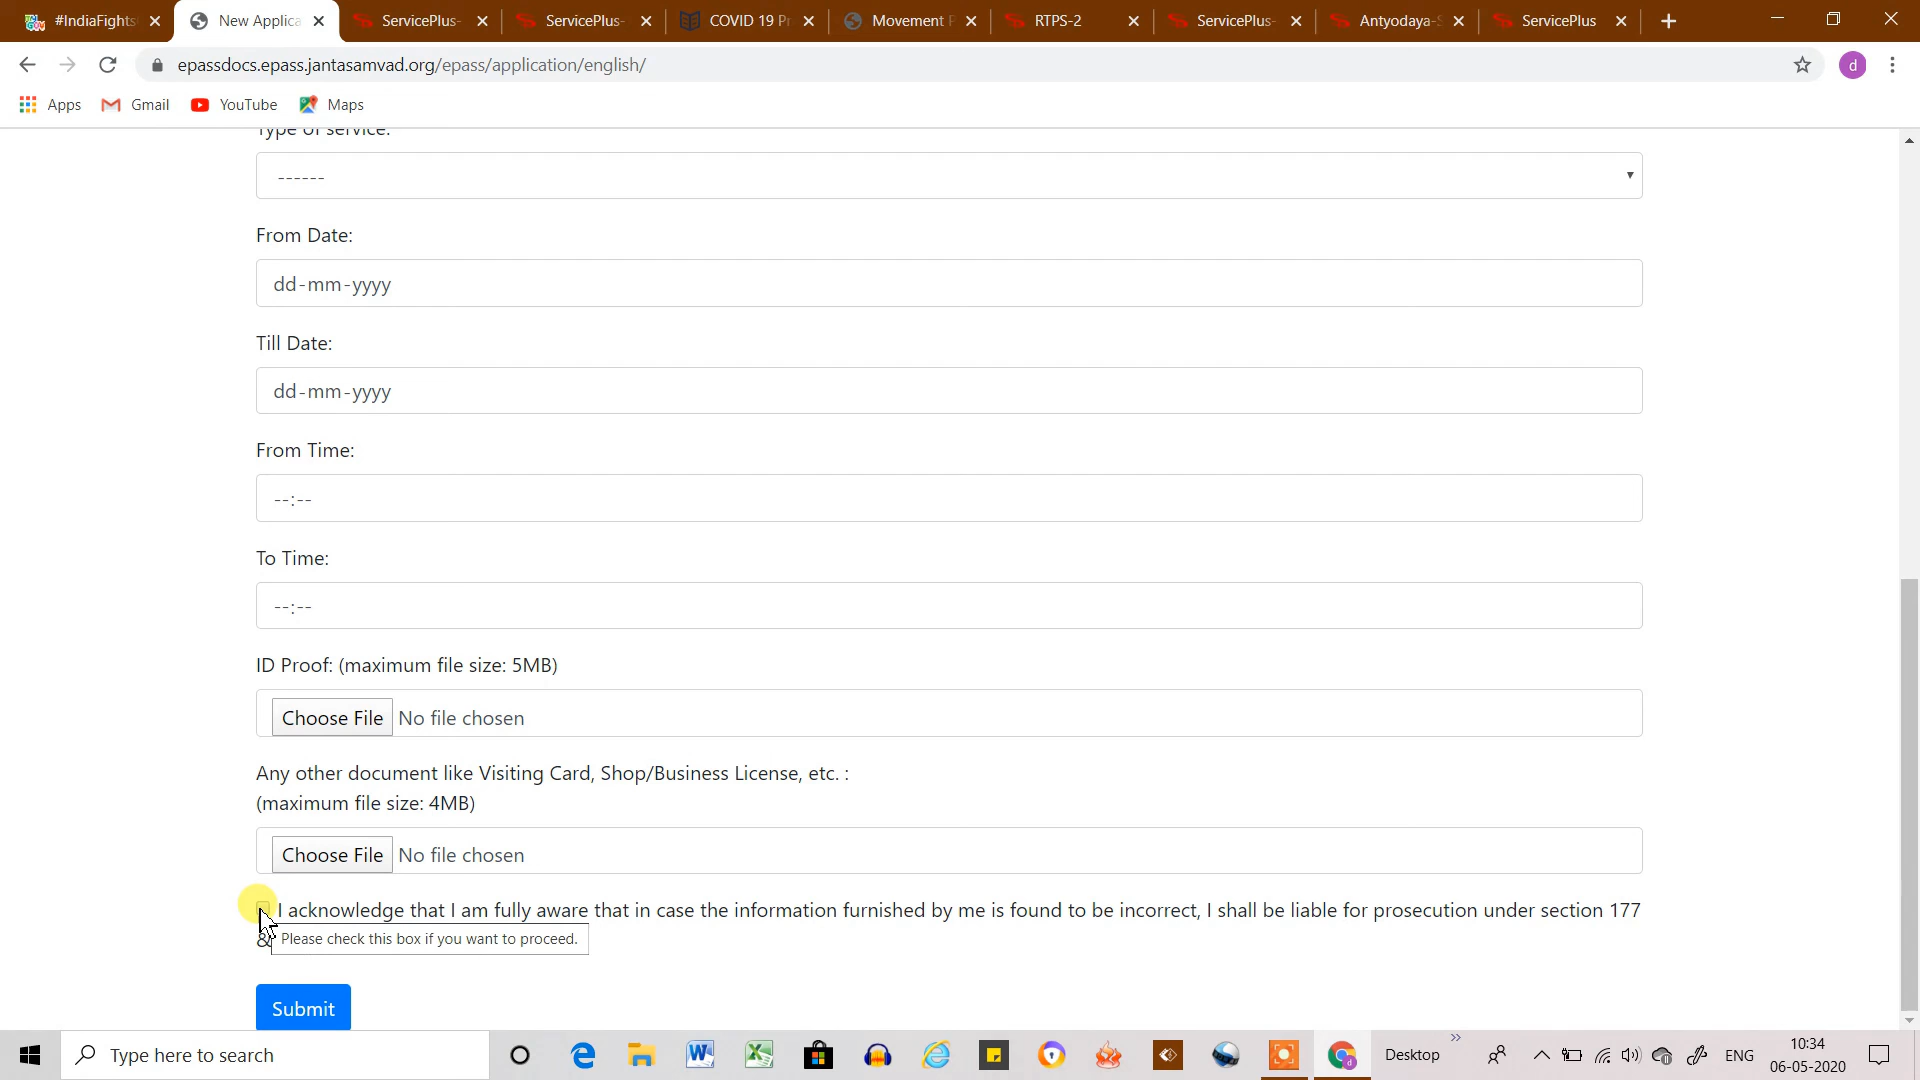 #IndiaFights
New Applica
ServicePlus-
ServicePlus-
COVID 19 Pr
Movement P
RTPS-2
ServicePlus-
Antyodaya-S
ServicePlus
epassdocs.epass.jantasamvad.org/epass/application/english/
d
Apps
Gmail
YouTube
Maps
Type of service:
------
From Date:
dd-mm-yyyy
Till Date:
dd-mm-yyyy
From Time:
--:--
To Time:
--:--
ID Proof: (maximum file size: 5MB)
Choose File No file chosen
Any other document like Visiting Card, Shop/Business License, etc. :
(maximum file size: 4MB)
Choose File No file chosen
I acknowledge that I am fully aware that in case the information furnished by me is found to be incorrect, I shall be liable for prosecution under section 177
&
Please check this box if you want to proceed.
Submit
Type here to search
Desktop
ENG
10:34
06-05-2020